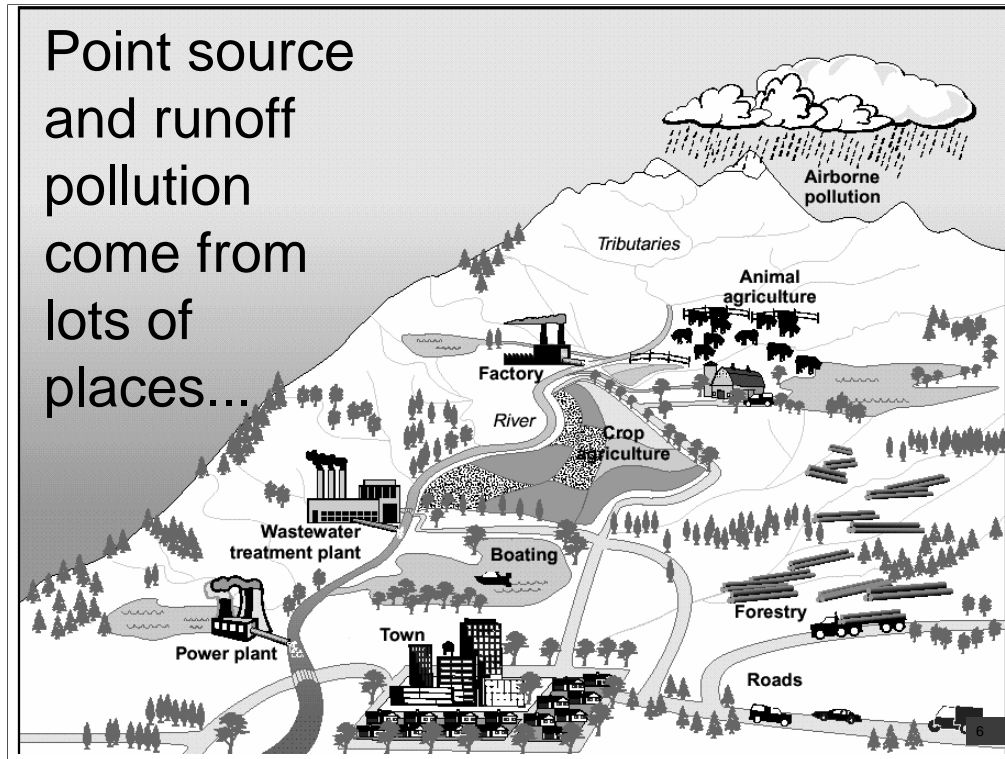 Point source
and runoff
pollution
come from
lots of
places...
Airborne
pollution
Tributaries
Animal
agriculture
Factory
River
Crop
agriculture
Wastewater
treatment plant
Boating
Forestry
Power plant
Town
Roads
6